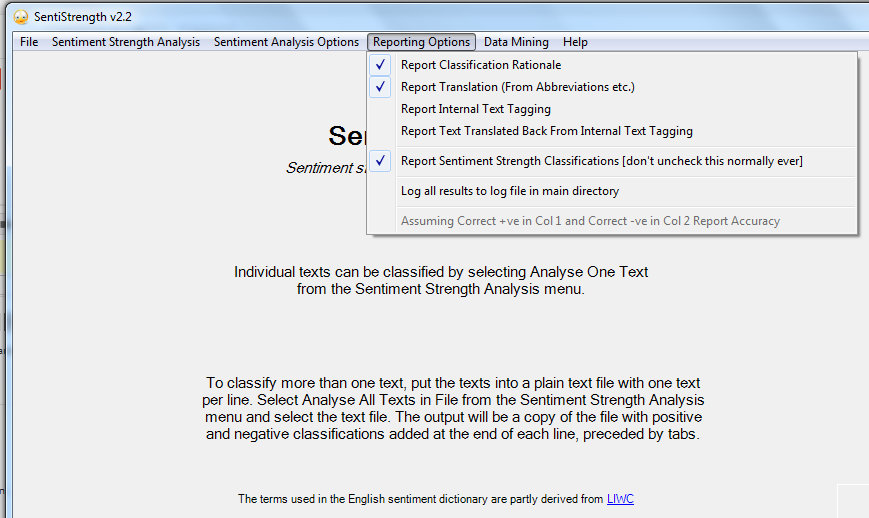 SentiStrength v2.2
File Sentiment Strength Analysis Sentiment Analysis Options Reporting Options Data Mining Help
Report Classification Rationale
Report Translation (From Abbreviations etc.)
Report Internal Text Tagging
Report Text Translated Back From Internal Text Tagging
Report Sentiment Strength Classifications [don't uncheck this normally ever]
Log all results to log file in main directory
Assuming Correct +ve in Col 1 and Correct -ve in Col 2 Report Accuracy
Sentiment
Individual texts can be classified by selecting Analyse One Text
from the Sentiment Strength Analysis menu.
To classify more than one text, put the texts into a plain text file with one text
per line. Select Analyse All Texts in File from the Sentiment Strength Analysis
menu and select the text file. The output will be a copy of the file with positive
and negative classifications added at the end of each line, preceded by tabs.
The terms used in the English sentiment dictionary are partly derived from LIWC